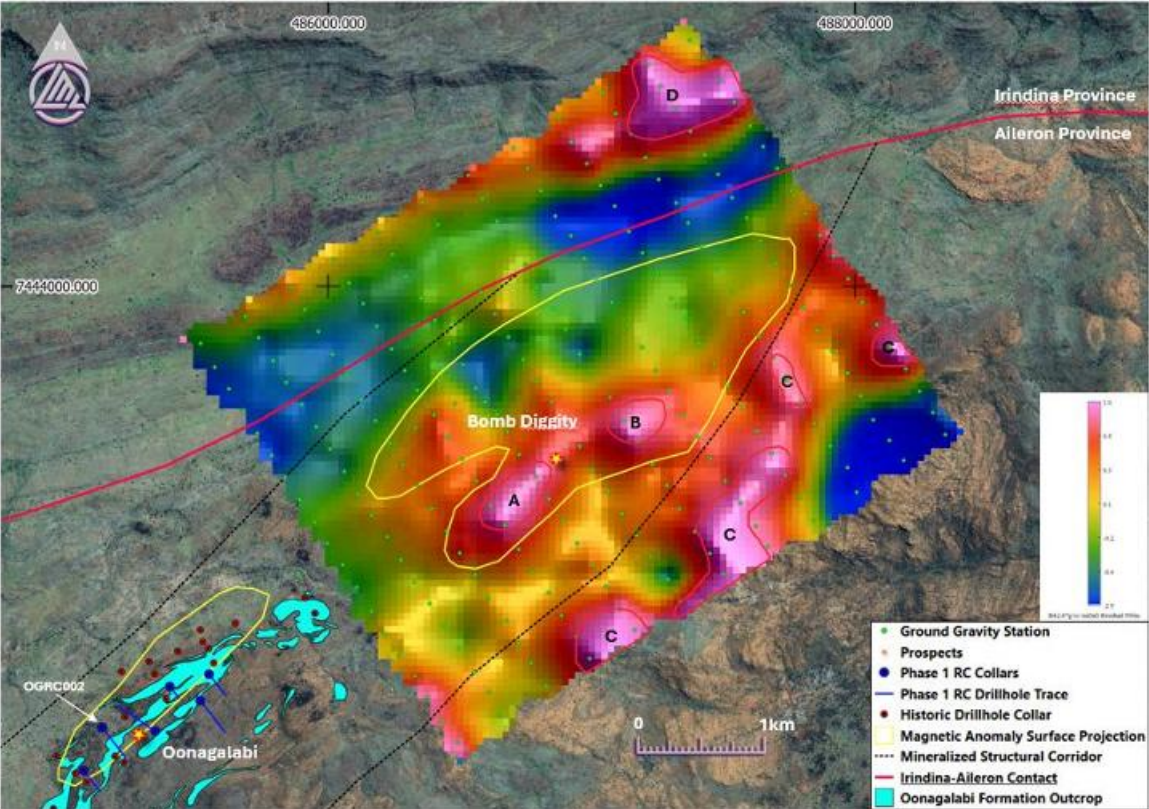 486000.000
488000.000
N
D
Irindina Province
Aileron Province
7444000.000
C
C
Bomb Diggity
B
A
C
C
OGRC002
Oonagalabi
0 1km
Ground Gravity Station
Prospects
Phase 1 RC Collars
Phase 1 RC Drillhole Trace
Historic Drillhole Collar
Magnetic Anomaly Surface Projection
Mineralized Structural Corridor
Irindina-Aileron Contact
Oonagalabi Formation Outcrop